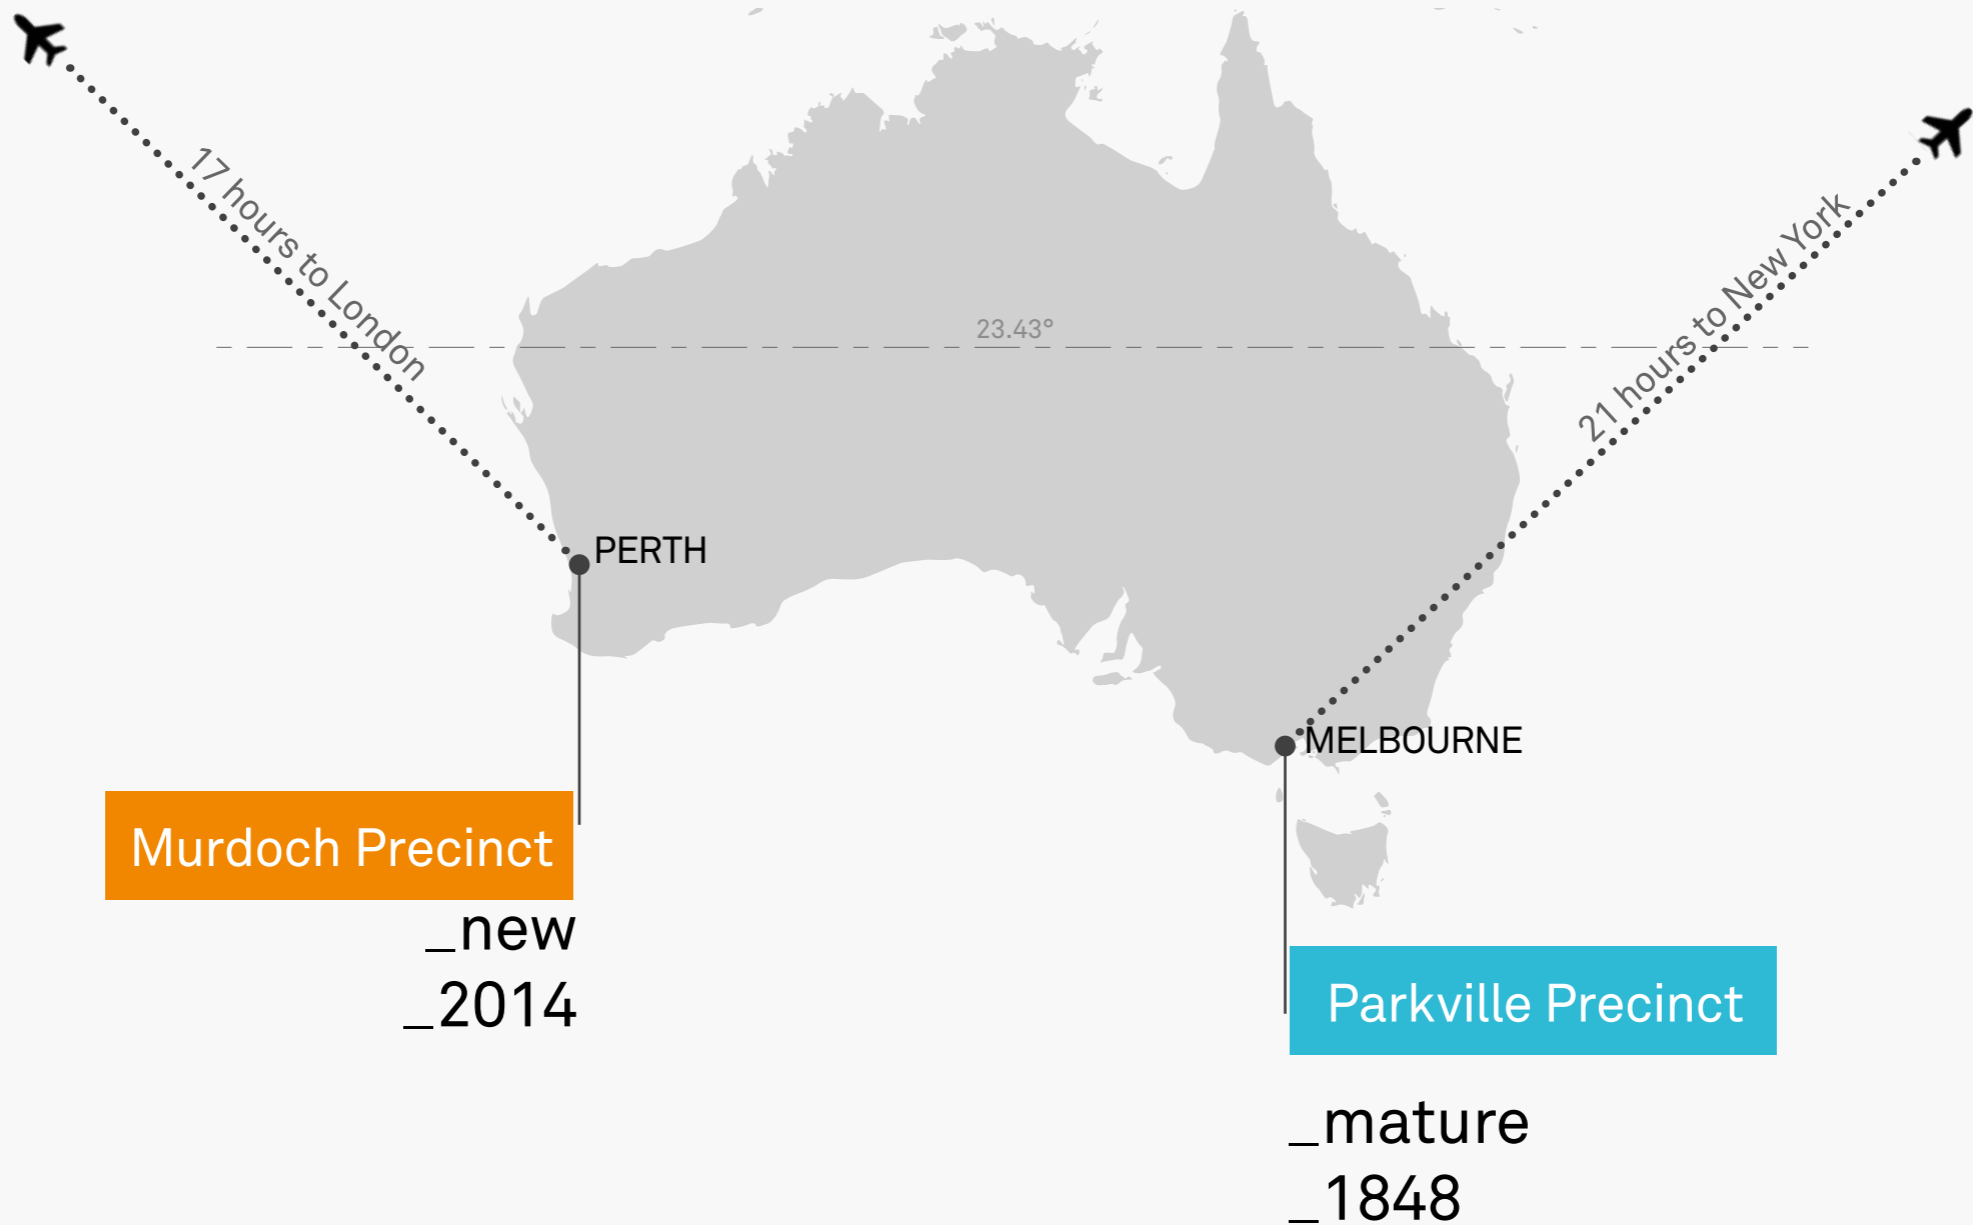 17 hours to London
21 hours to New York
23.43°
PERTH
MELBOURNE
Murdoch Precinct
_new
_2014
Parkville Precinct
_mature
_1848